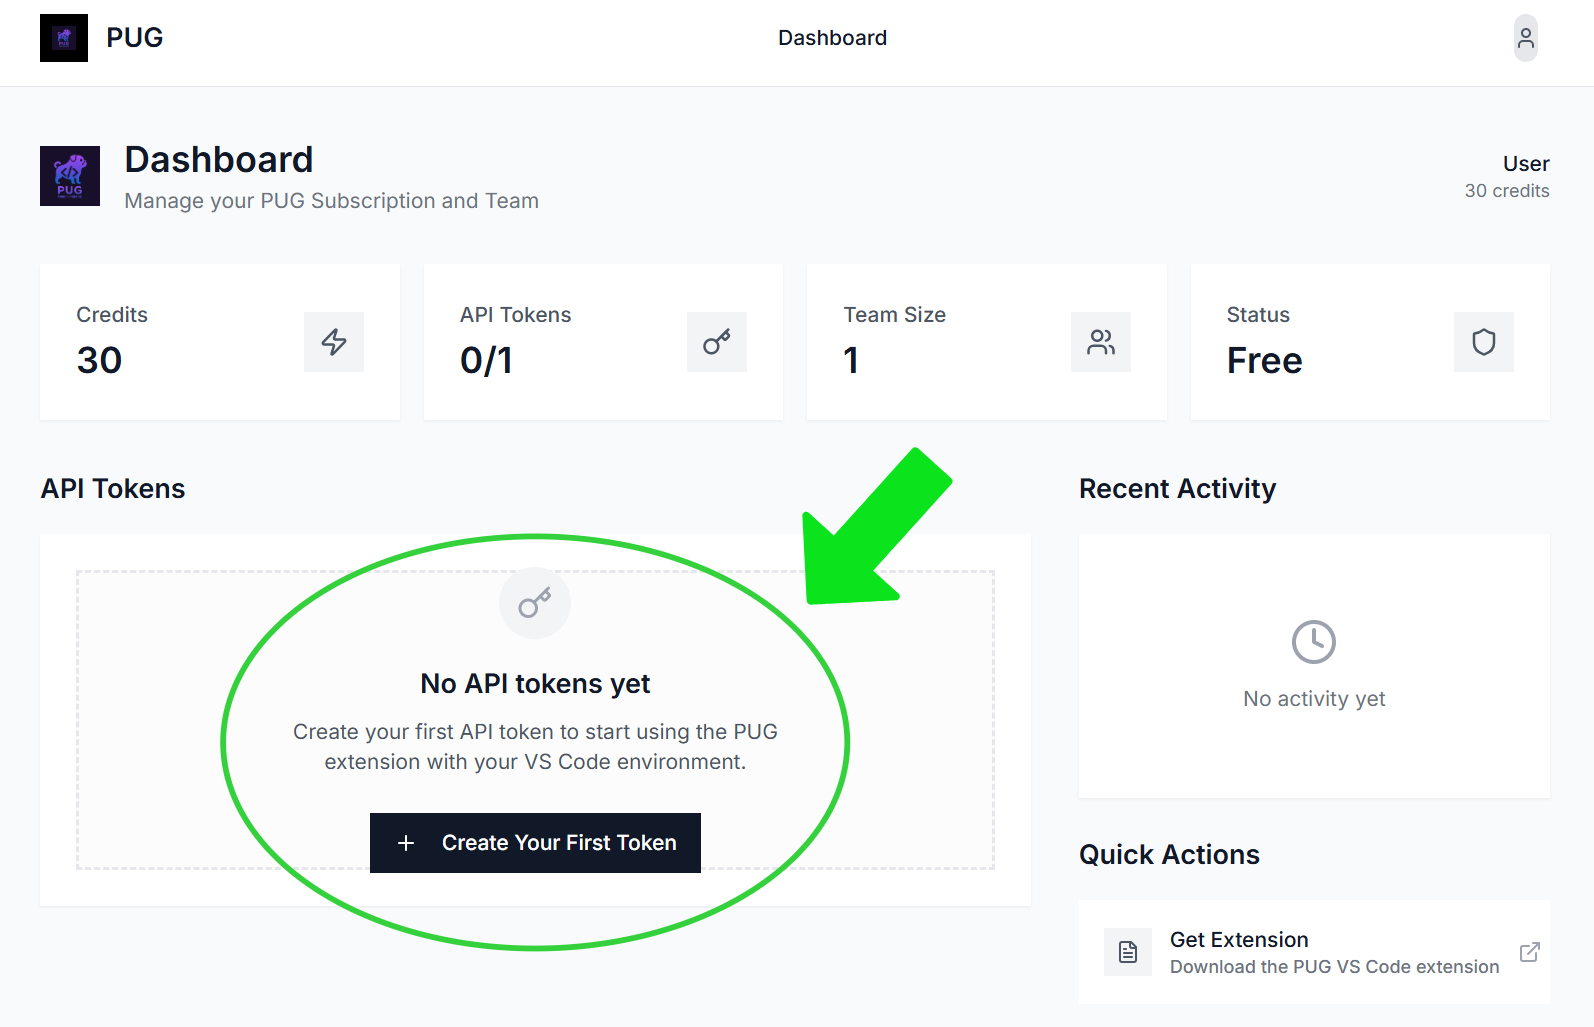 PUG
Dashboard
PUG
Dashboard
Manage your PUG Subscription and Team
User
30 credits
Credits
30
API Tokens
0/1
Team Size
1
Status
Free
API Tokens
No API tokens yet
Create your first API token to start using the PUG
extension with your VS Code environment.
+ Create Your First Token
Recent Activity
No activity yet
Quick Actions
Get Extension
Download the PUG VS Code extension